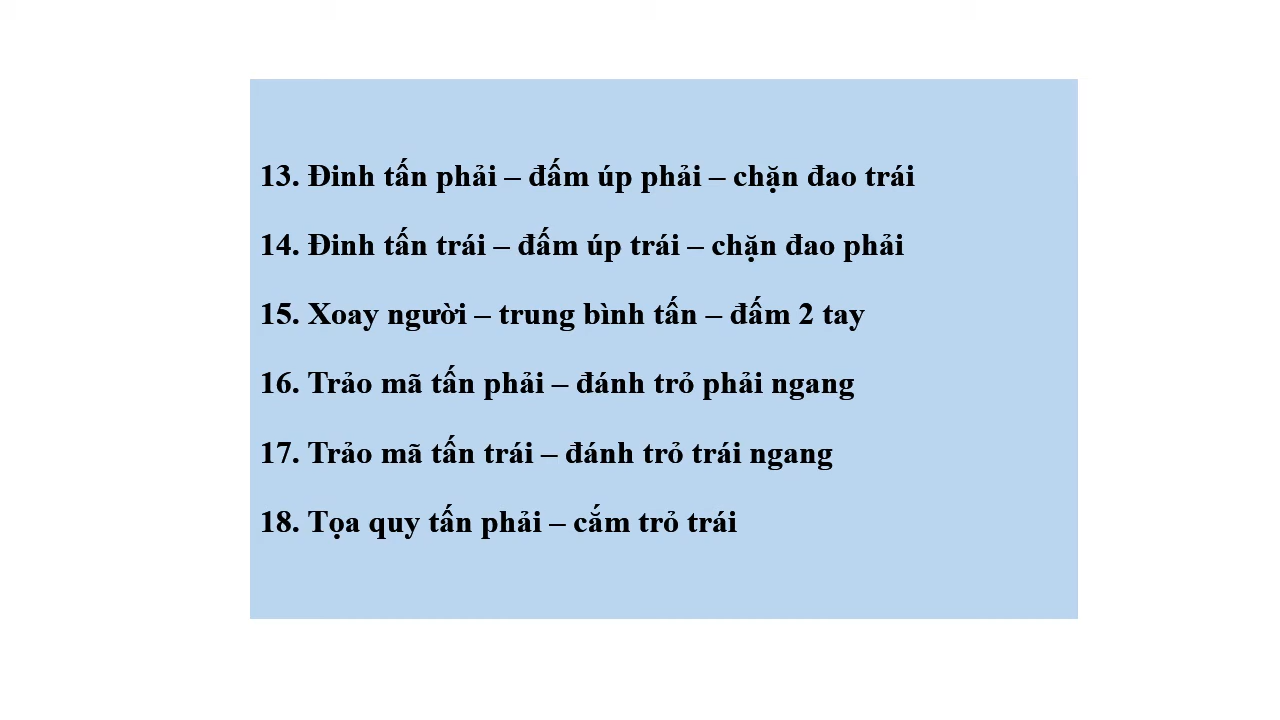 13. Đinh tấn phải – đấm úp phải – chặn đao trái
14. Đinh tấn trái – đấm úp trái – chặn đao phải
15. Xoay người – trung bình tấn – đấm 2 tay
16. Trảo mã tấn phải – đánh trỏ phải ngang
17. Trảo mã tấn trái – đánh trỏ trái ngang
18. Tọa quy tấn phải – cắm trỏ trái